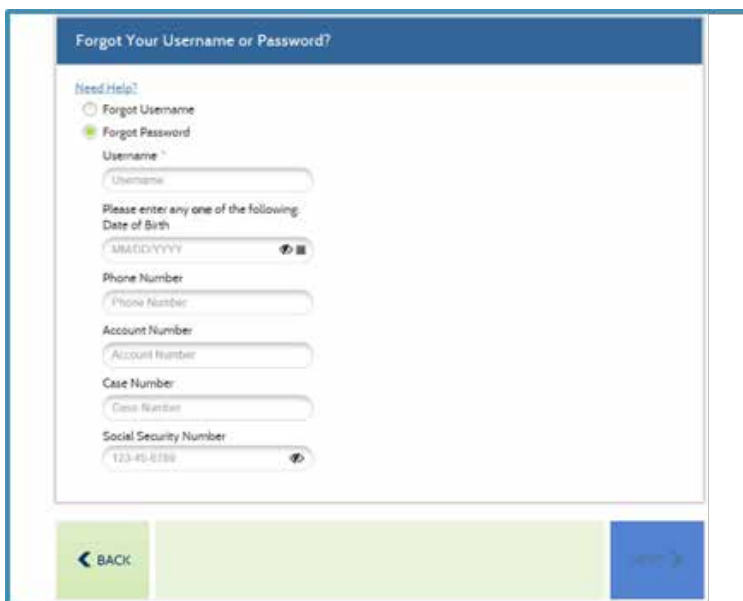 Forgot Your Username or Password?
Need Help?
Forgot Username
Forgot Password
Username *
Username
Please enter any one of the following:
Date of Birth
MM/DD/YYYY
Phone Number
Phone Number
Account Number
Account Number
Case Number
Case Number
Social Security Number
123-45-6789
BACK
NEXT